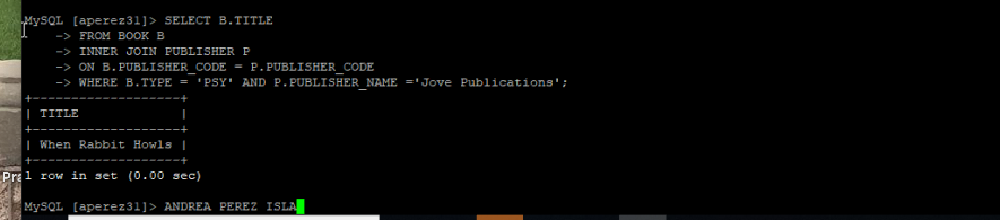 MySQL [aperez31]> SELECT B.TITLE
    -> FROM BOOK B
    -> INNER JOIN PUBLISHER P
    -> ON B.PUBLISHER_CODE = P.PUBLISHER_CODE
    -> WHERE B.TYPE = 'PSY' AND P.PUBLISHER_NAME ='Jove Publications';
+-------------------+
| TITLE             |
+-------------------+
| When Rabbit Howls |
+-------------------+
Pra
1 row in set (0.00 sec)
MySQL [aperez31]> ANDREA PEREZ ISLA